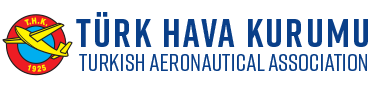 T.H.K.
1925
TÜRK HAVA KURUMU
TURKISH AERONAUTICAL ASSOCIATION